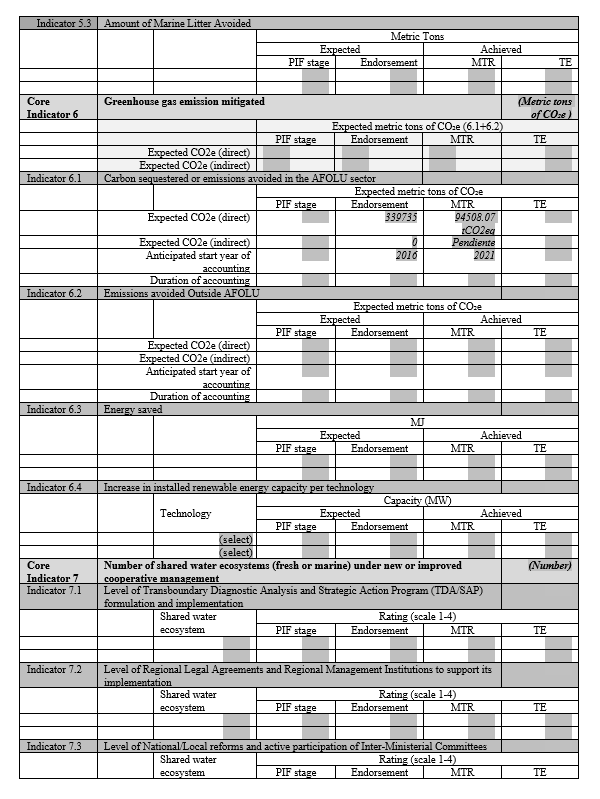 Indicator 5.3 Amount of Marine Litter Avoided
Metric Tons
Expected Achieved
PIF stage Endorsement MTR TE
Core Indicator 6 Greenhouse gas emission mitigated (Metric tons of CO₂e )
Expected metric tons of CO₂e (6.1+6.2)
PIF stage Endorsement MTR TE
Expected CO2e (direct)
Expected CO2e (indirect)
Indicator 6.1 Carbon sequestered or emissions avoided in the AFOLU sector
Expected metric tons of CO₂e
PIF stage Endorsement MTR TE
Expected CO2e (direct) 339735 94508.07 tCO2eq
Expected CO2e (indirect) 0 Pendiente
Anticipated start year of accounting 2016 2021
Duration of accounting
Indicator 6.2 Emissions avoided Outside AFOLU
Expected metric tons of CO₂e
Expected Achieved
PIF stage Endorsement MTR TE
Expected CO2e (direct)
Expected CO2e (indirect)
Anticipated start year of accounting
Duration of accounting
Indicator 6.3 Energy saved
MJ
Expected Achieved
PIF stage Endorsement MTR TE
Indicator 6.4 Increase in installed renewable energy capacity per technology
Capacity (MW)
Technology Expected Achieved
PIF stage Endorsement MTR TE
(select)
(select)
Core Indicator 7 Number of shared water ecosystems (fresh or marine) under new or improved cooperative management (Number)
Indicator 7.1 Level of Transboundary Diagnostic Analysis and Strategic Action Program (TDA/SAP) formulation and implementation
Shared water ecosystem Rating (scale 1-4)
PIF stage Endorsement MTR TE
Indicator 7.2 Level of Regional Legal Agreements and Regional Management Institutions to support its implementation
Shared water ecosystem Rating (scale 1-4)
PIF stage Endorsement MTR TE
Indicator 7.3 Level of National/Local reforms and active participation of Inter-Ministerial Committees
Shared water ecosystem Rating (scale 1-4)
PIF stage Endorsement MTR TE